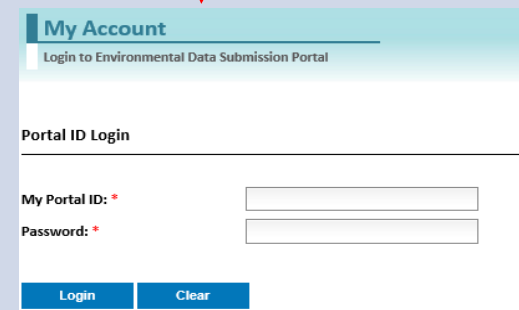 My Account
Login to Environmental Data Submission Portal
Portal ID Login
My Portal ID: *
Password: *
Login Clear